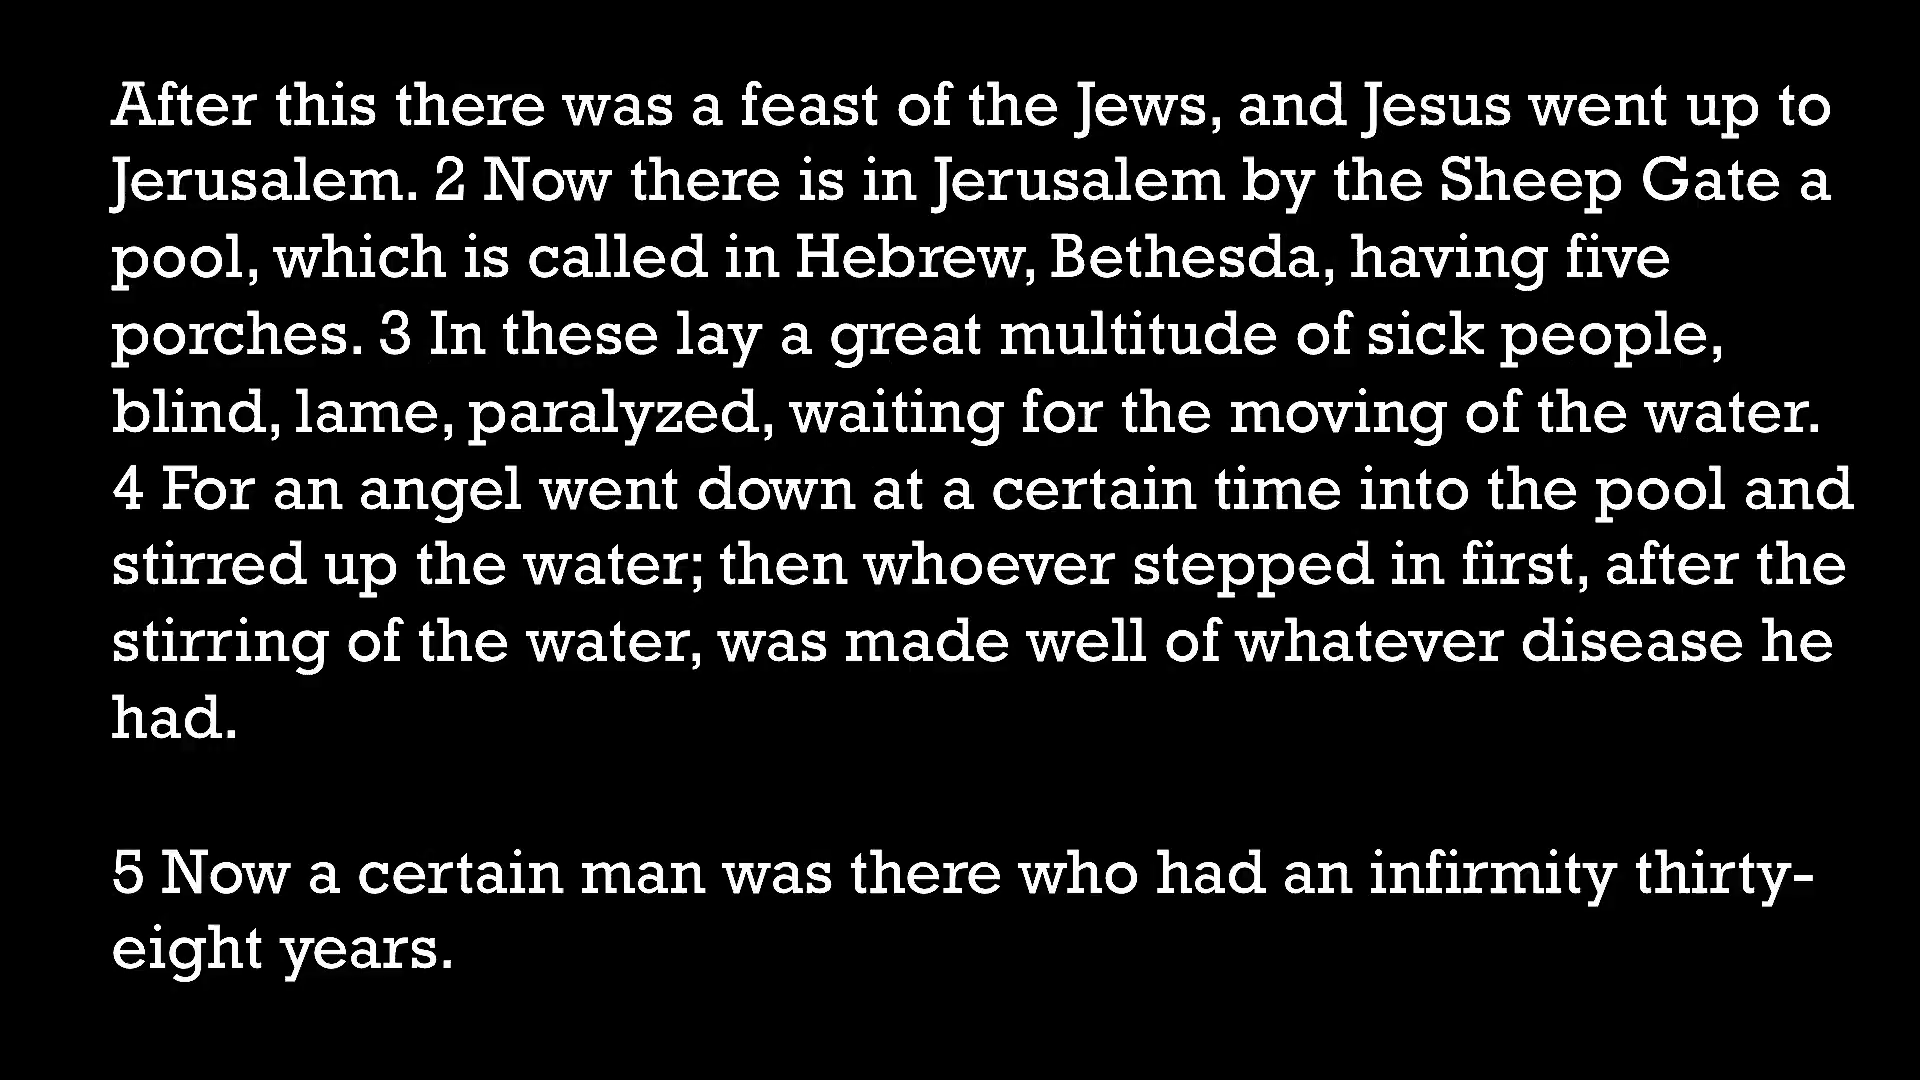 After this there was a feast of the Jews, and Jesus went up to
Jerusalem. 2 Now there is in Jerusalem by the Sheep Gate a
pool, which is called in Hebrew, Bethesda, having five
porches. 3 In these lay a great multitude of sick people,
blind, lame, paralyzed, waiting for the moving of the water.
4 For an angel went down at a certain time into the pool and
stirred up the water; then whoever stepped in first, after the
stirring of the water, was made well of whatever disease he
had.
5 Now a certain man was there who had an infirmity thirty-
eight years.